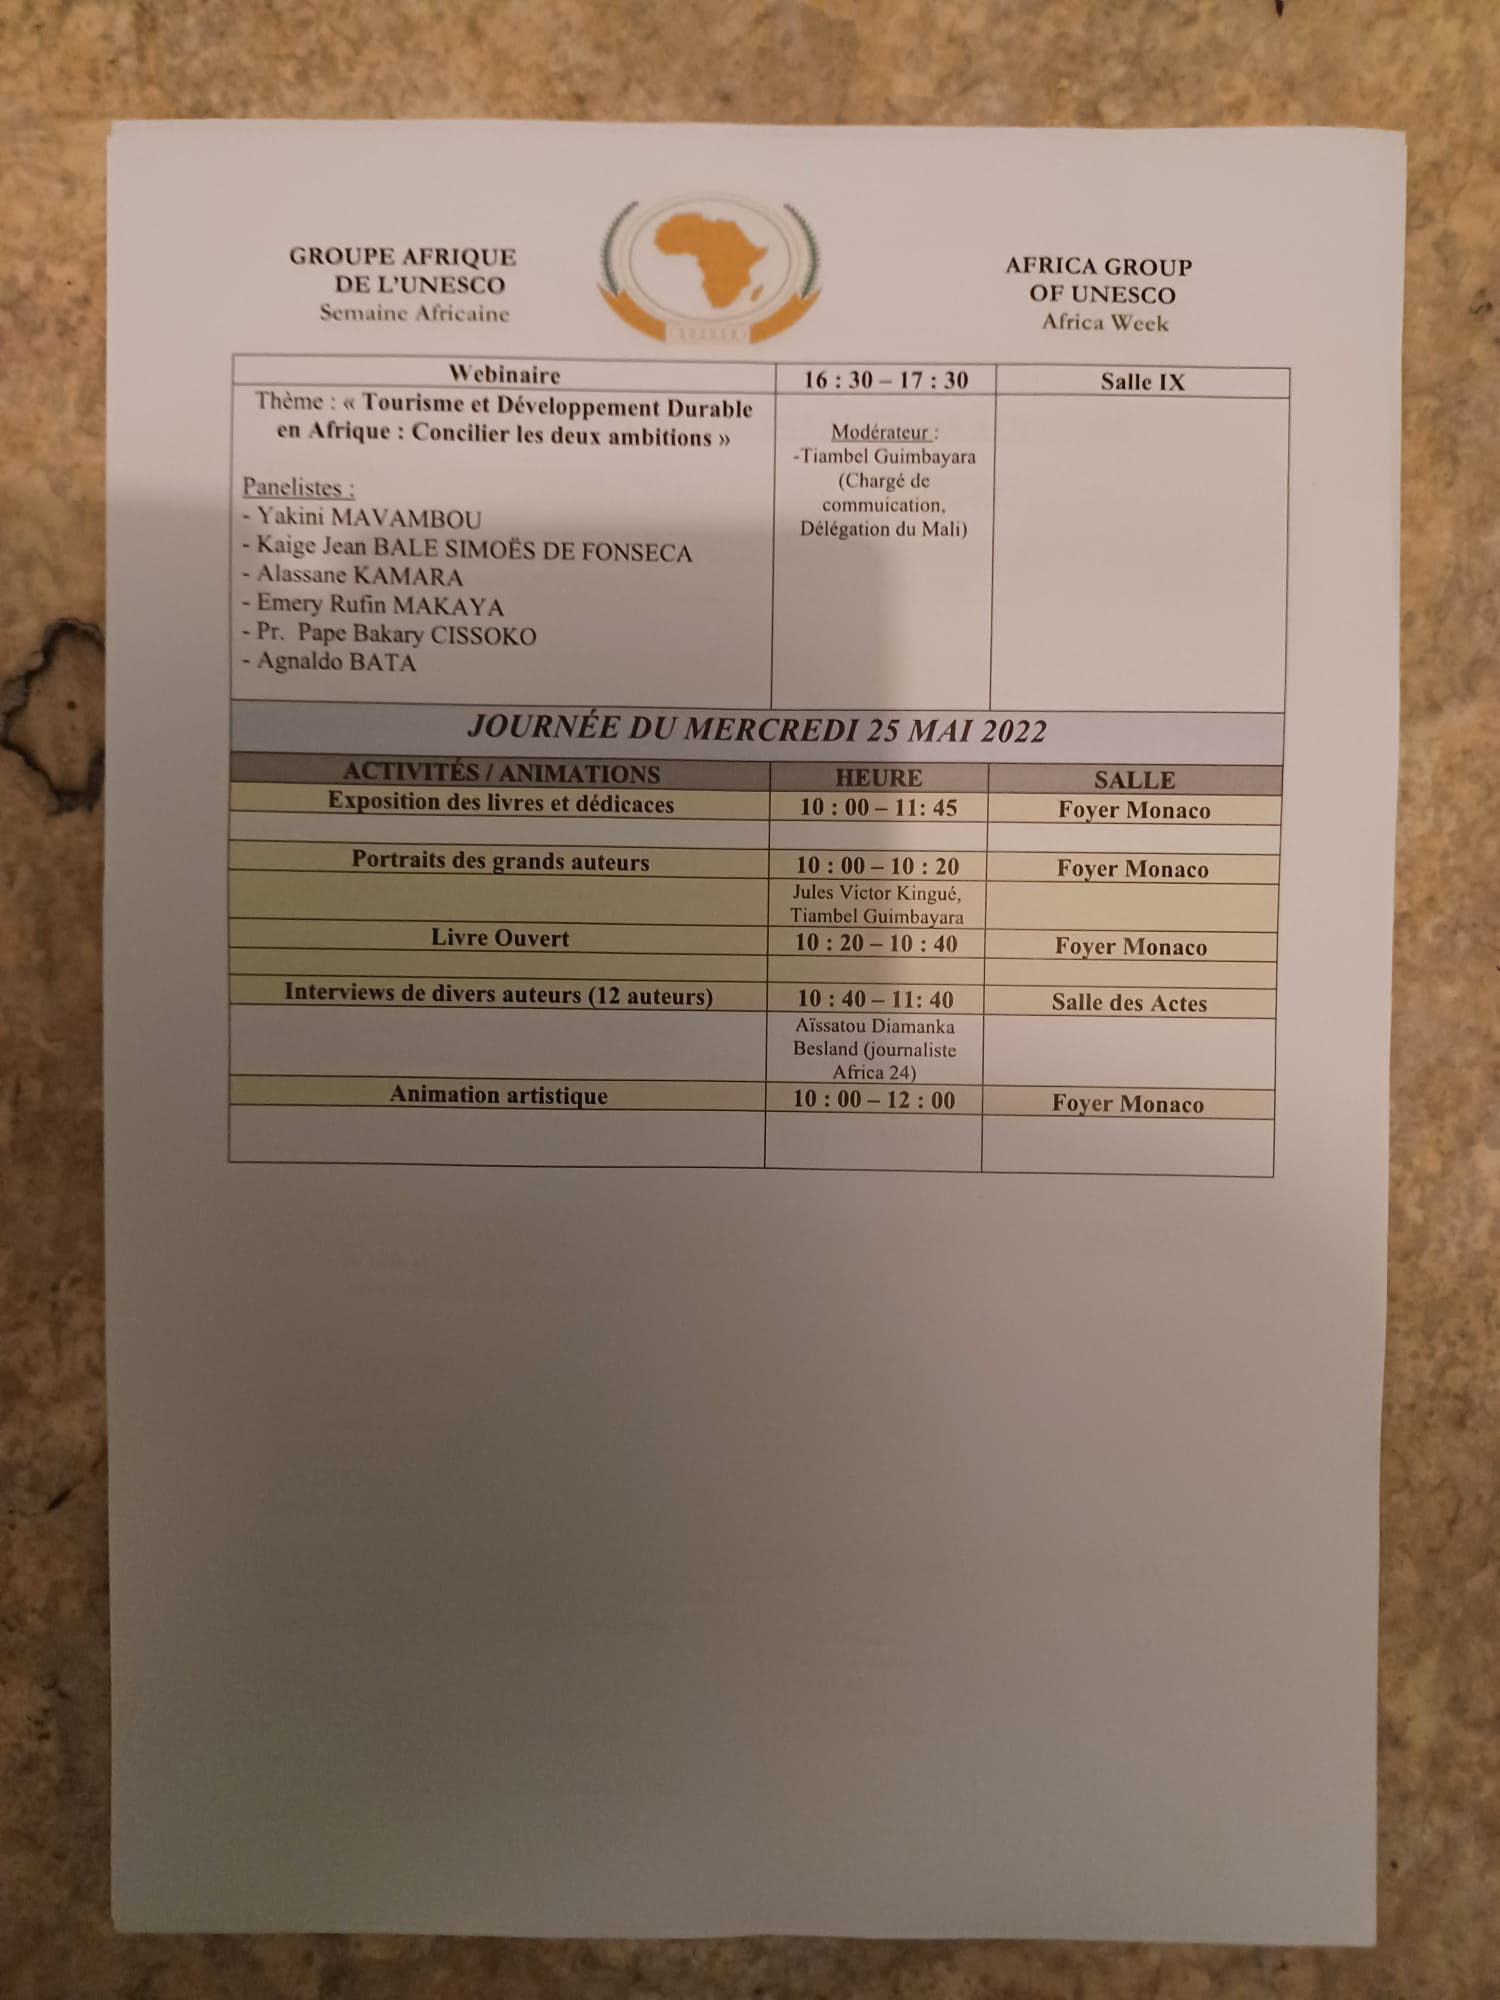 GROUPE AFRIQUE
DE L'UNESCO
Semaine Africaine
AFRICA GROUP
OF UNESCO
Africa Week
Webinaire 16 : 30 – 17 : 30 Salle IX
Thème : « Tourisme et Développement Durable
en Afrique : Concilier les deux ambitions »
Panelistes :
- Yakini MAVAMBOU
- Kaige Jean BALE SIMOËS DE FONSECA
- Alassane KAMARA
- Emery Rufin MAKAYA
- Pr. Pape Bakary CISSOKO
- Agnaldo BATA
Modérateur :
-Tiambel Guimbayara
(Chargé de
commuication,
Délégation du Mali)
JOURNÉE DU MERCREDI 25 MAI 2022
ACTIVITÉS / ANIMATIONS HEURE SALLE
Exposition des livres et dédicaces 10 : 00 – 11: 45 Foyer Monaco
Portraits des grands auteurs 10 : 00 – 10 : 20 Foyer Monaco
Jules Victor Kingué,
Tiambel Guimbayara
Livre Ouvert 10 : 20 – 10 : 40 Foyer Monaco
Interviews de divers auteurs (12 auteurs) 10 : 40 – 11: 40 Salle des Actes
Aïssatou Diamanka
Besland (journaliste
Africa 24)
Animation artistique 10 : 00 – 12 : 00 Foyer Monaco